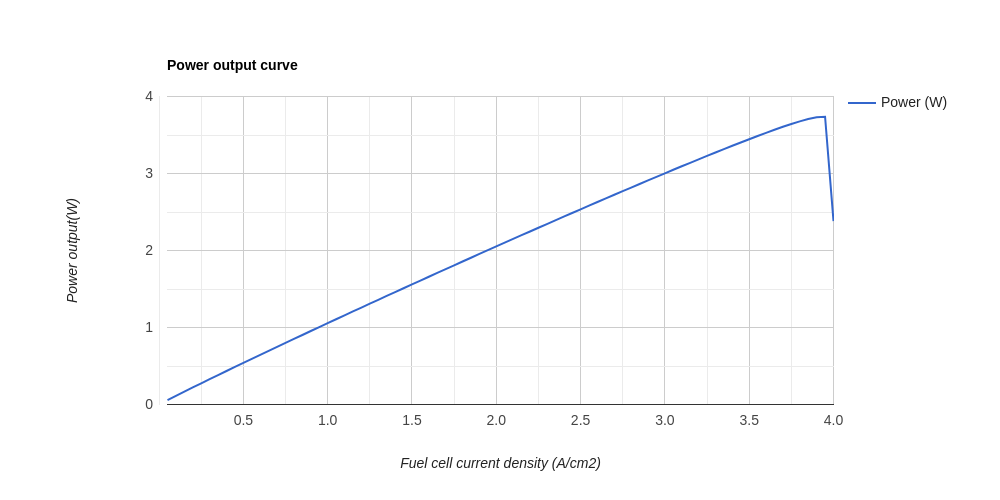 Power output curve
Power (W)
4
3
2
1
0
Power output(W)
0.5 1.0 1.5 2.0 2.5 3.0 3.5 4.0
Fuel cell current density (A/cm2)